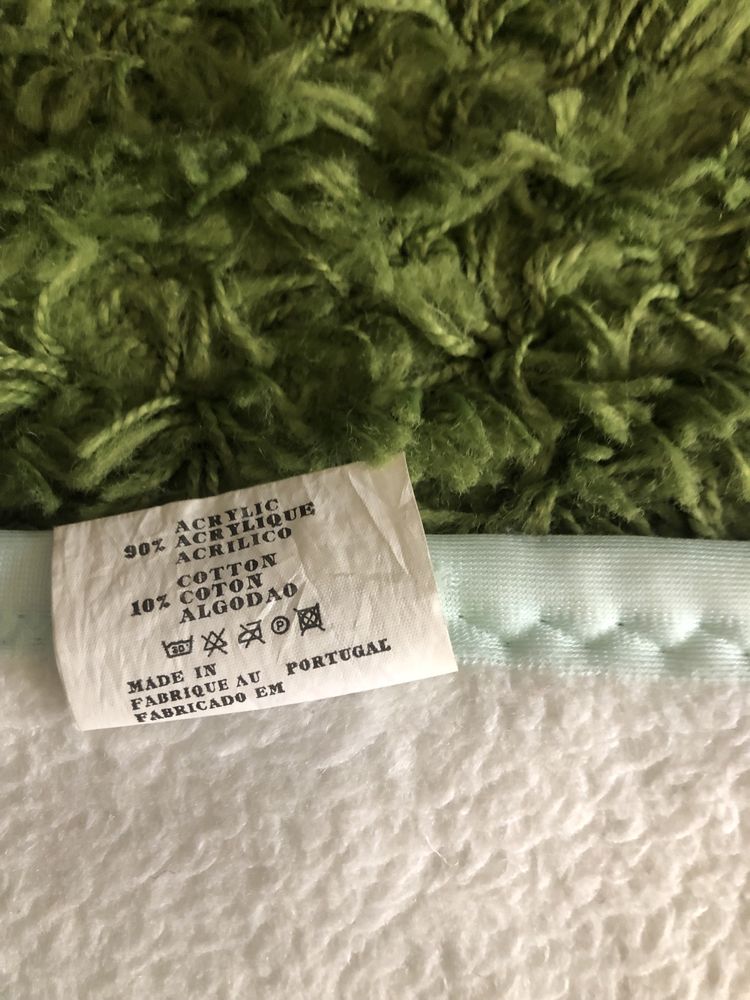 ACRYLIC
90% ACRYLIQUE
ACRILICO
COTTON
10% COTON
ALGODAO
30 P
MADE IN
FABRIQUE AU PORTUGAL
FABRICADO EM